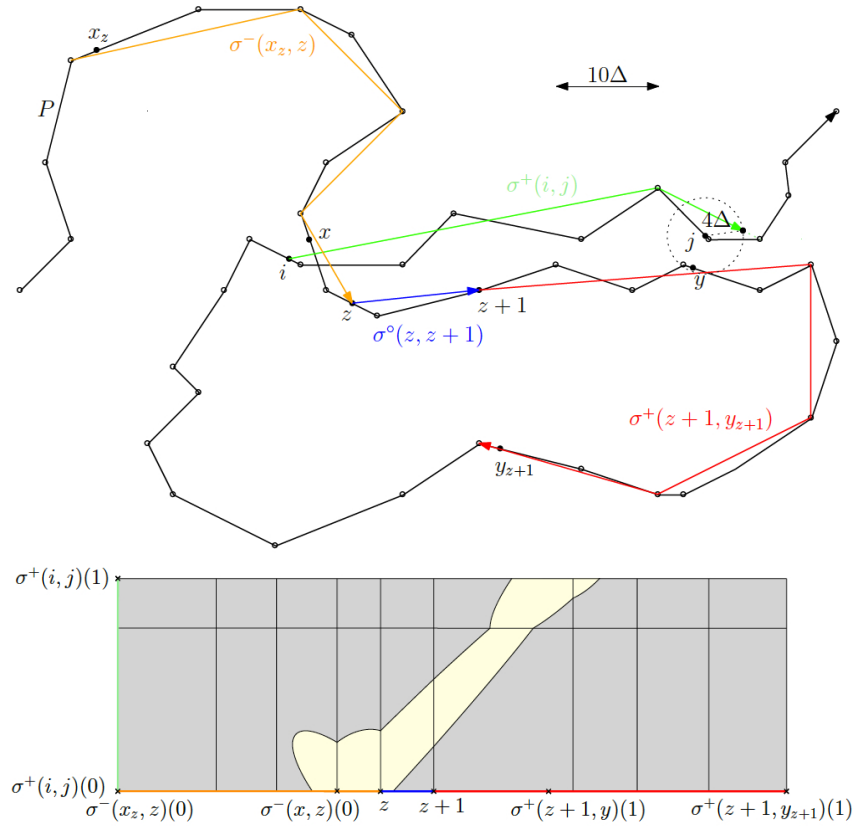 x_z
σ⁻(x_z, z)
10Δ
P
σ⁺(i, j)
4Δ
x
j
i
y
z
z + 1
σ°(z, z + 1)
σ⁺(z + 1, y_{z+1})
y_{z+1}
σ⁺(i, j)(1)
σ⁺(i, j)(0)
σ⁻(x_z, z)(0) σ⁻(x, z)(0) z z + 1 σ⁺(z + 1, y)(1) σ⁺(z + 1, y_{z+1})(1)